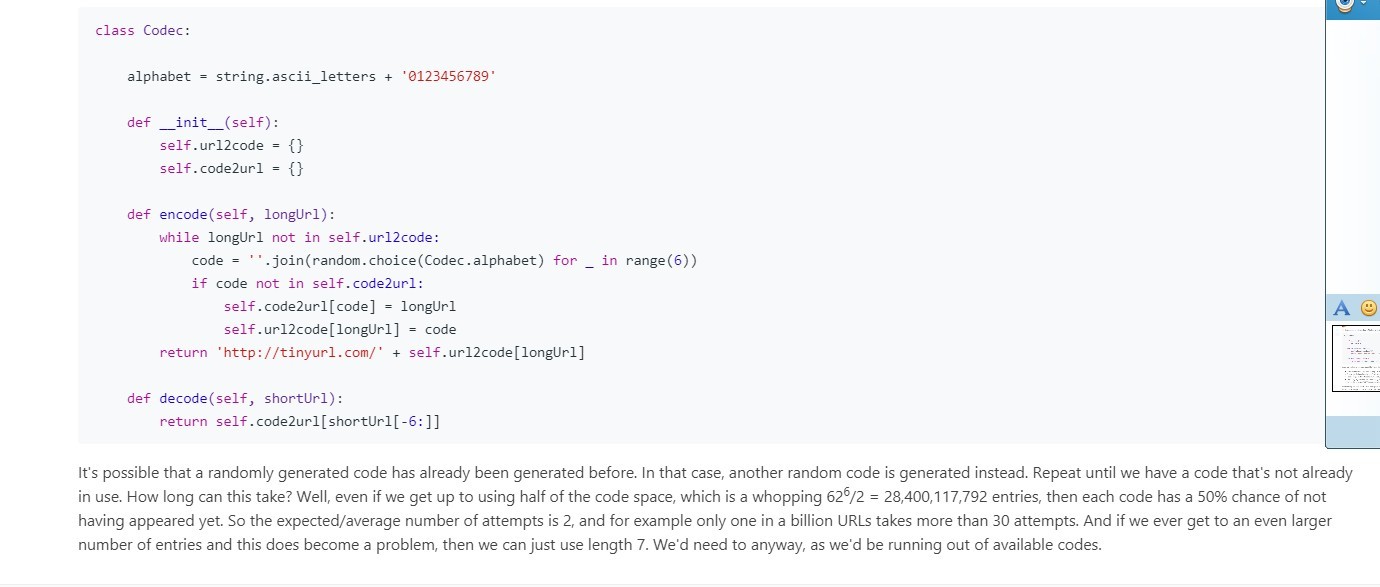 class Codec:
alphabet = string.ascii_letters + '0123456789'
def __init__(self):
self.url2code = {}
self.code2url = {}
def encode(self, longUrl):
while longUrl not in self.url2code:
code = ''.join(random.choice(Codec.alphabet) for _ in range(6))
if code not in self.code2url:
self.code2url[code] = longUrl
self.url2code[longUrl] = code
return 'http://tinyurl.com/' + self.url2code[longUrl]
def decode(self, shortUrl):
return self.code2url[shortUrl[-6:]]
It's possible that a randomly generated code has already been generated before. In that case, another random code is generated instead. Repeat until we have a code that's not already
in use. How long can this take? Well, even if we get up to using half of the code space, which is a whopping 62⁶/2 = 28,400,117,792 entries, then each code has a 50% chance of not
having appeared yet. So the expected/average number of attempts is 2, and for example only one in a billion URLs takes more than 30 attempts. And if we ever get to an even larger
number of entries and this does become a problem, then we can just use length 7. We'd need to anyway, as we'd be running out of available codes.
A